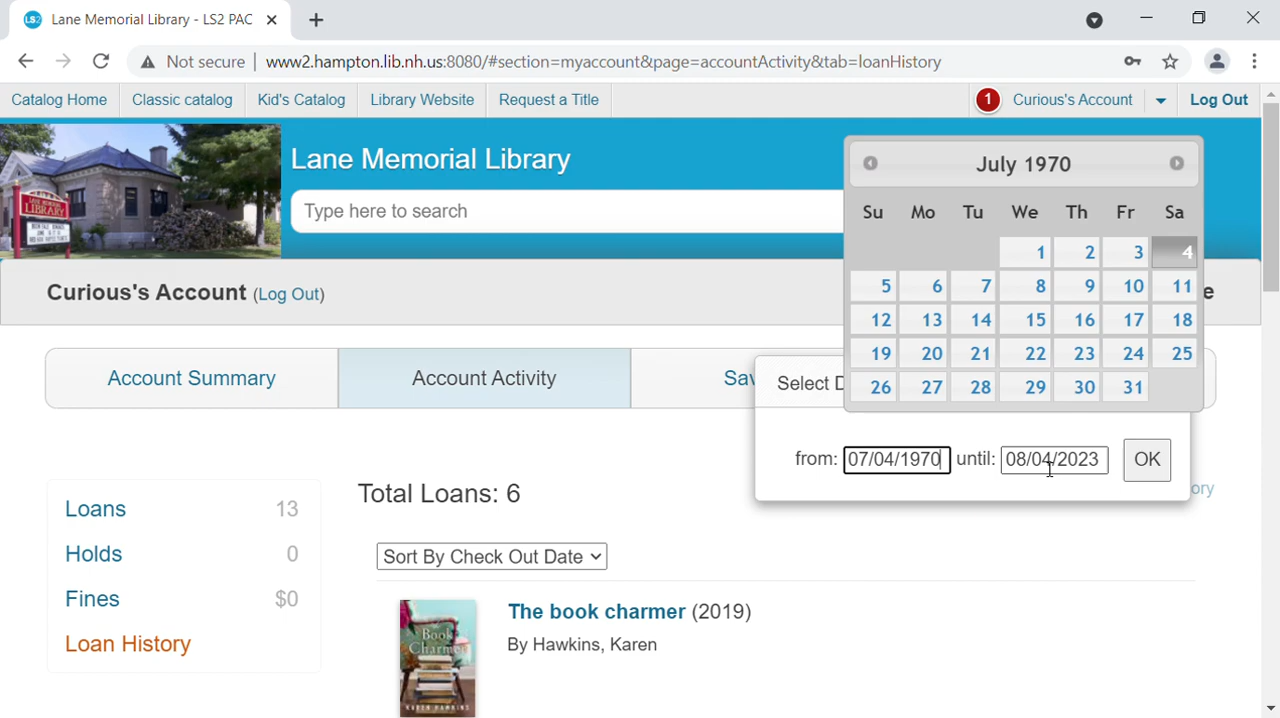 Lane Memorial Library - LS2 PAC
Not secure www2.hampton.lib.nh.us:8080/#section=myaccount&page=accountActivity&tab=loanHistory
Catalog Home Classic catalog Kid's Catalog Library Website Request a Title 1 Curious's Account Log Out
Lane Memorial Library
Type here to search
July 1970
Su Mo Tu We Th Fr Sa
1 2 3 4
5 6 7 8 9 10 11
12 13 14 15 16 17 18
19 20 21 22 23 24 25
26 27 28 29 30 31
Curious's Account (Log Out)
Account Summary Account Activity
from: 07/04/1970 until: 08/04/2023 OK
Select
Loans 13
Holds 0
Fines $0
Loan History
Total Loans: 6
Sort By Check Out Date
The book charmer (2019)
By Hawkins, Karen